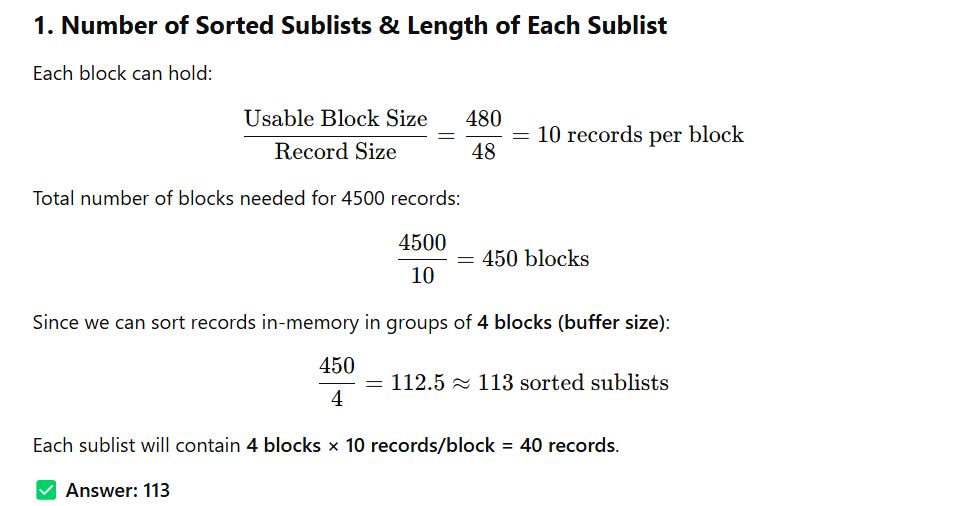 1. Number of Sorted Sublists & Length of Each Sublist
Each block can hold:
Usable Block Size / Record Size = 480 / 48 = 10 records per block
Total number of blocks needed for 4500 records:
4500 / 10 = 450 blocks
Since we can sort records in-memory in groups of 4 blocks (buffer size):
450 / 4 = 112.5 ≈ 113 sorted sublists
Each sublist will contain 4 blocks × 10 records/block = 40 records.
✅ Answer: 113